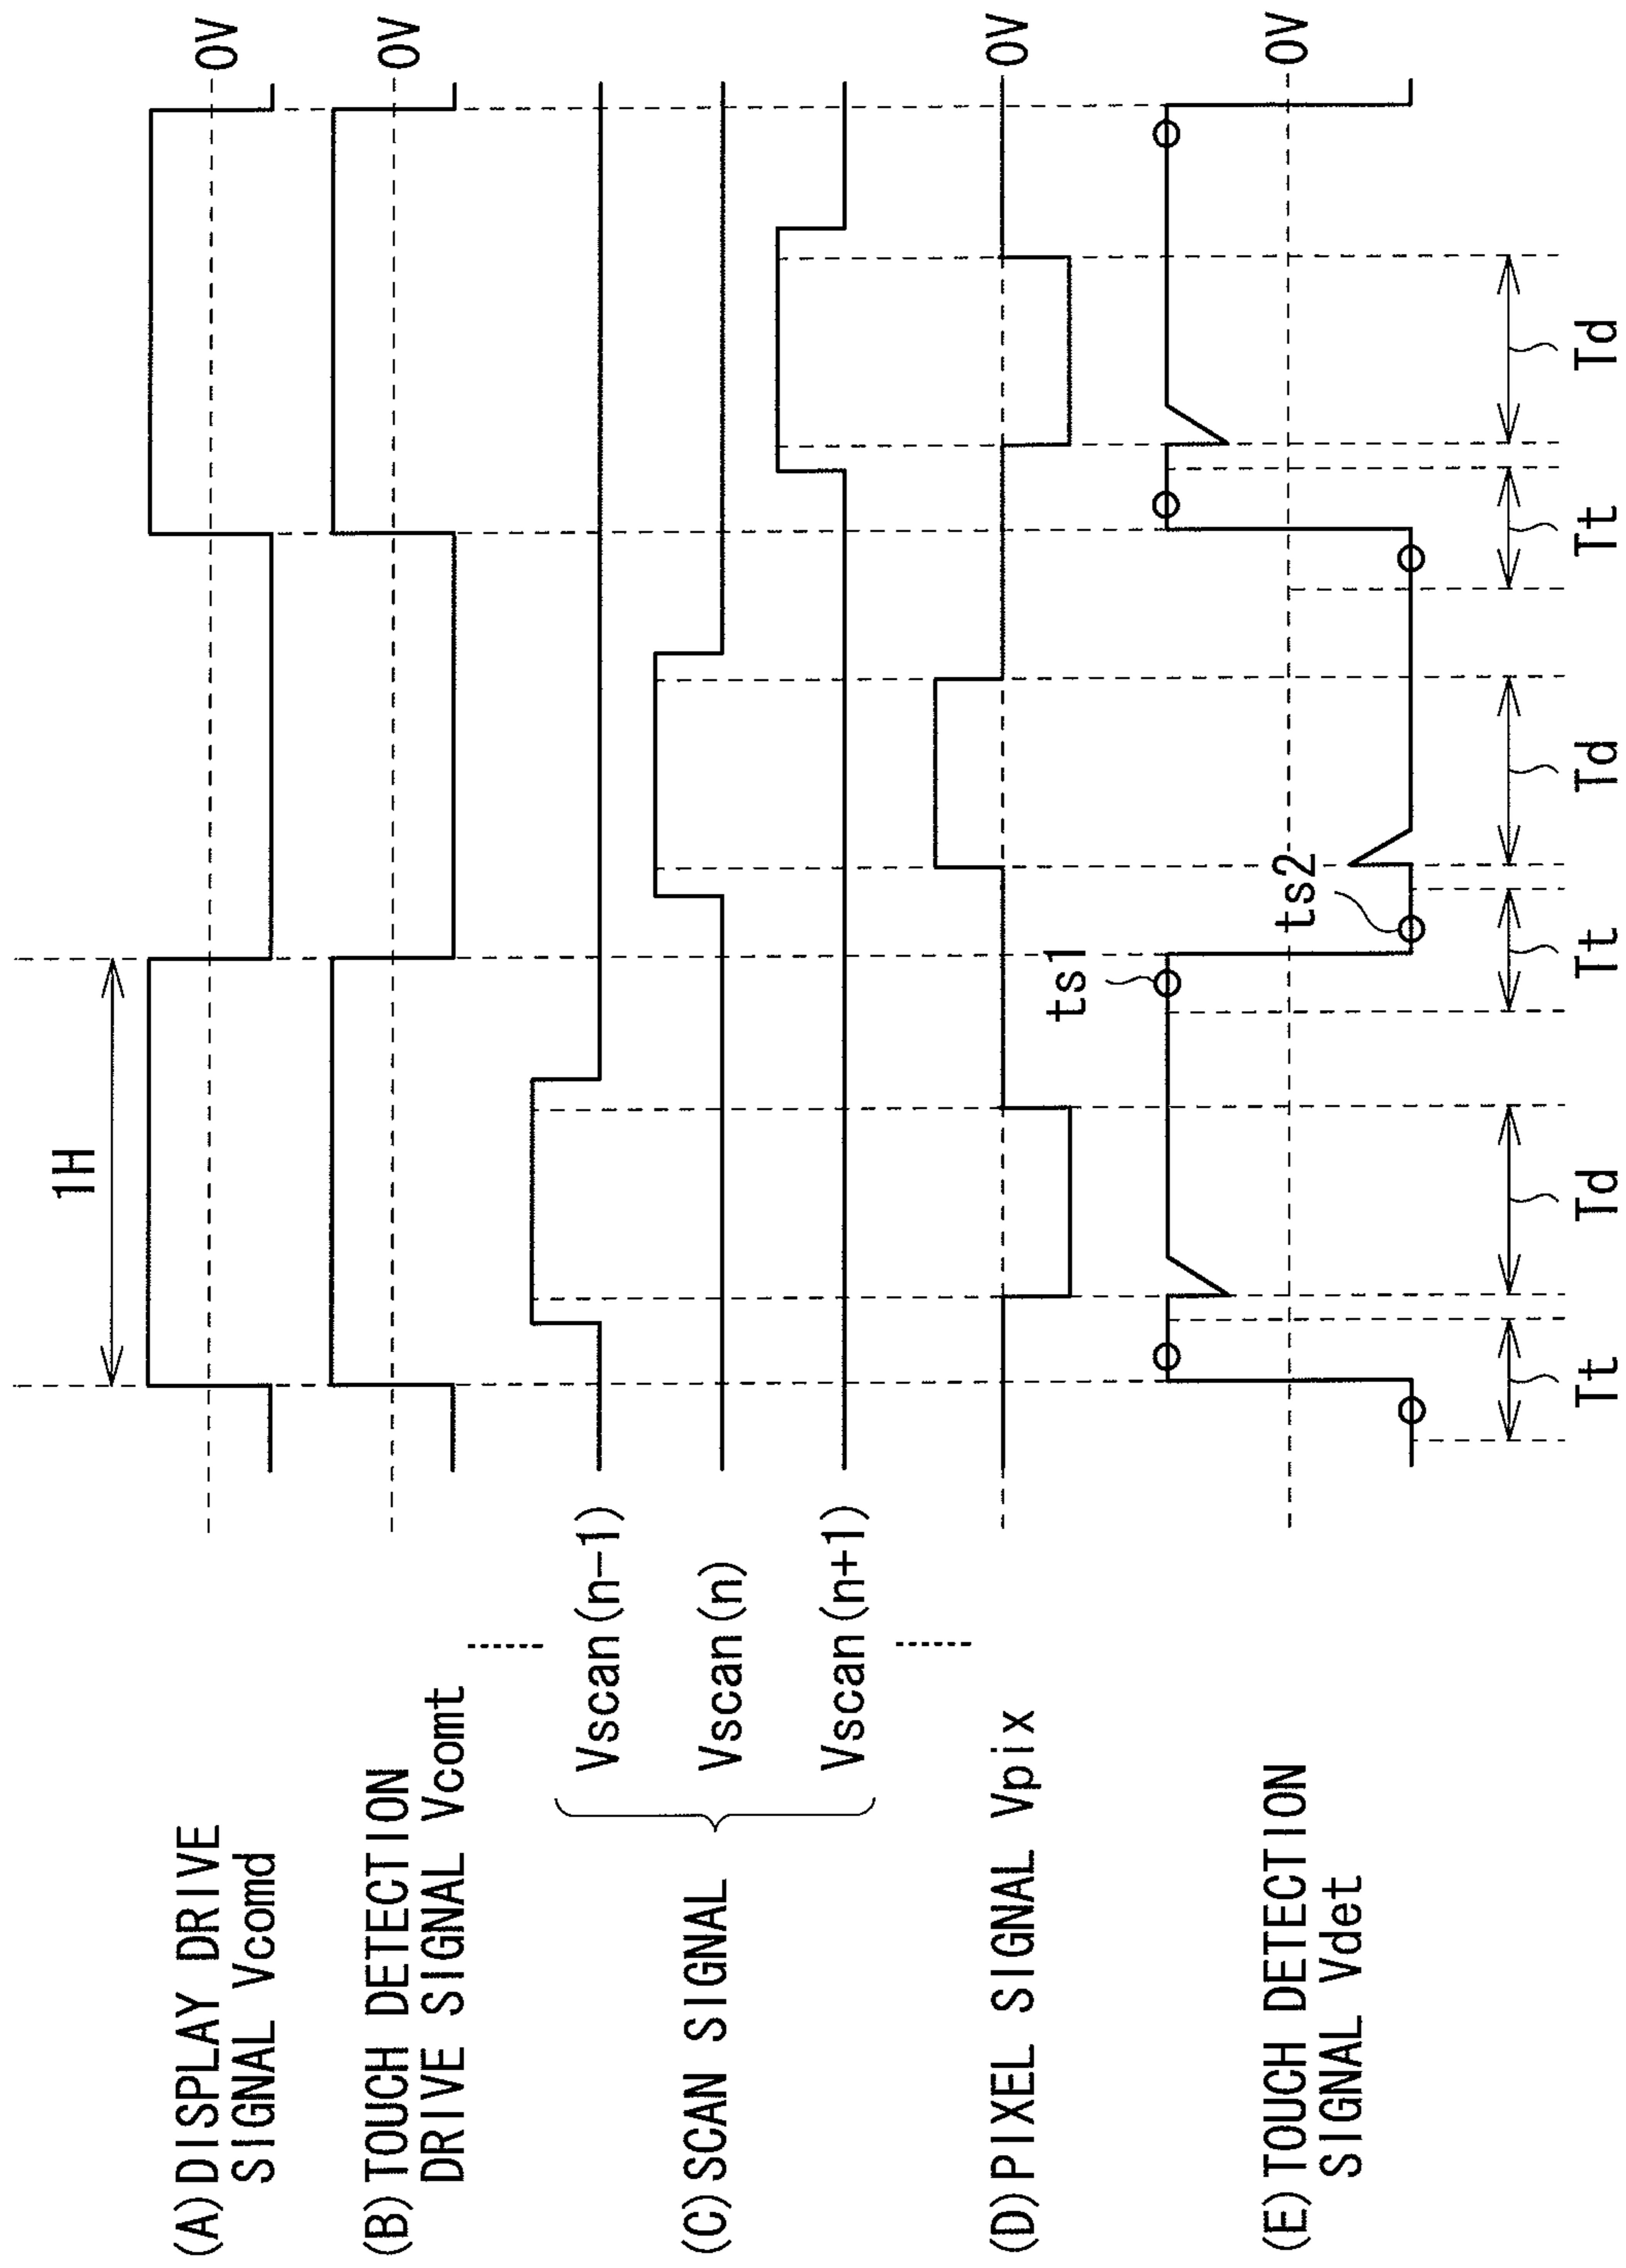 1H
(A) DISPLAY DRIVE
SIGNAL Vcomd
0V
(B) TOUCH DETECTION
DRIVE SIGNAL Vcomt
0V
(C) SCAN SIGNAL
Vscan(n-1)
Vscan(n)
Vscan(n+1)
(D) PIXEL SIGNAL Vpix
0V
ts1
ts2
(E) TOUCH DETECTION
SIGNAL Vdet
0V
Tt
Td
Tt
Td
Tt
Td